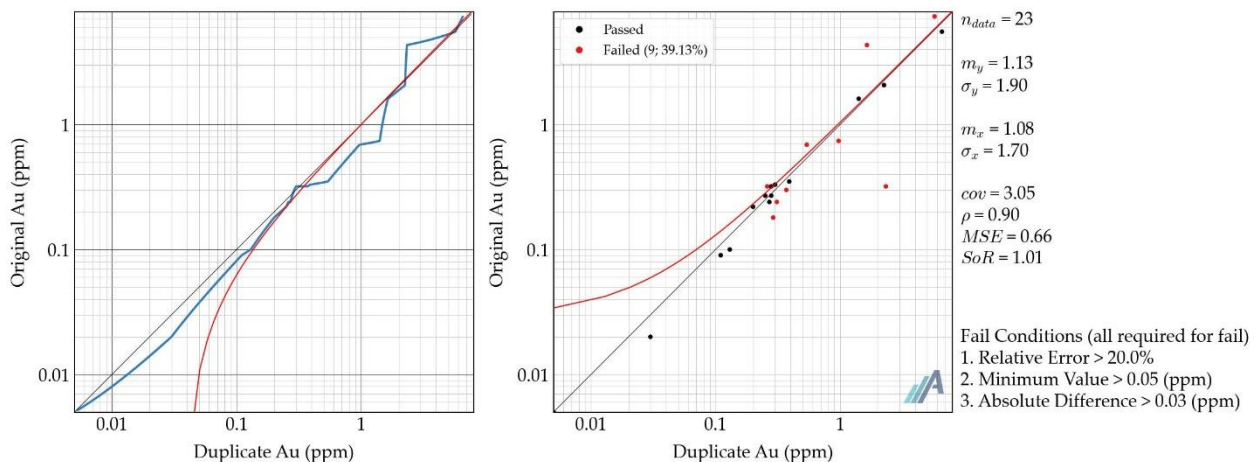 Original Au (ppm)
1
0.1
0.01
0.01
0.1
1
Duplicate Au (ppm)
Passed
Failed (9; 39.13%)
Original Au (ppm)
1
0.1
0.01
0.01
0.1
1
Duplicate Au (ppm)
n_data = 23
m_y = 1.13
σ_y = 1.90
m_x = 1.08
σ_x = 1.70
cov = 3.05
ρ = 0.90
MSE = 0.66
SoR = 1.01
Fail Conditions (all required for fail)
1. Relative Error > 20.0%
2. Minimum Value > 0.05 (ppm)
3. Absolute Difference > 0.03 (ppm)